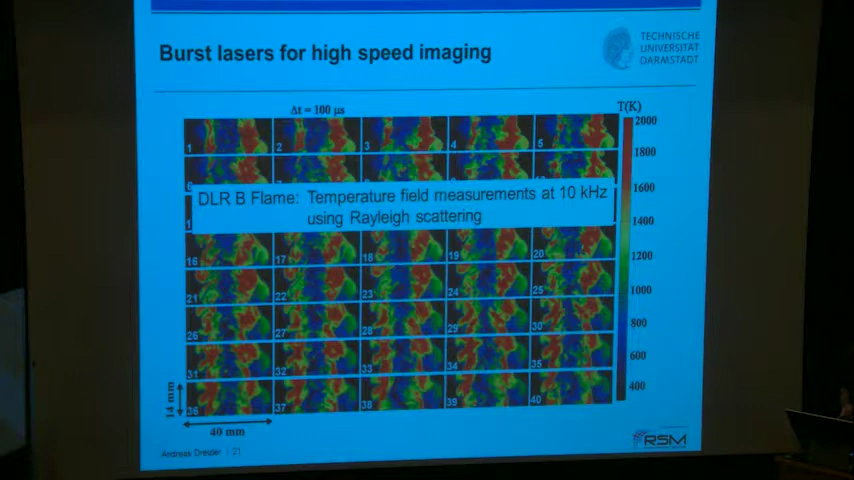 Burst lasers for high speed imaging
TECHNISCHE
UNIVERSITÄT
DARMSTADT
Δt = 100 μs
T(K)
1 2 3 4 5
2000
1800
1600
1400
1200
1000
800
600
400
DLR B Flame: Temperature field measurements at 10 kHz
using Rayleigh scattering
16 17 18 19 20
21 22 23 24 25
26 27 28 29 30
31 32 33 34 35
36 37 38 39 40
14 mm
40 mm
Andreas Dreizler | 21
RSM